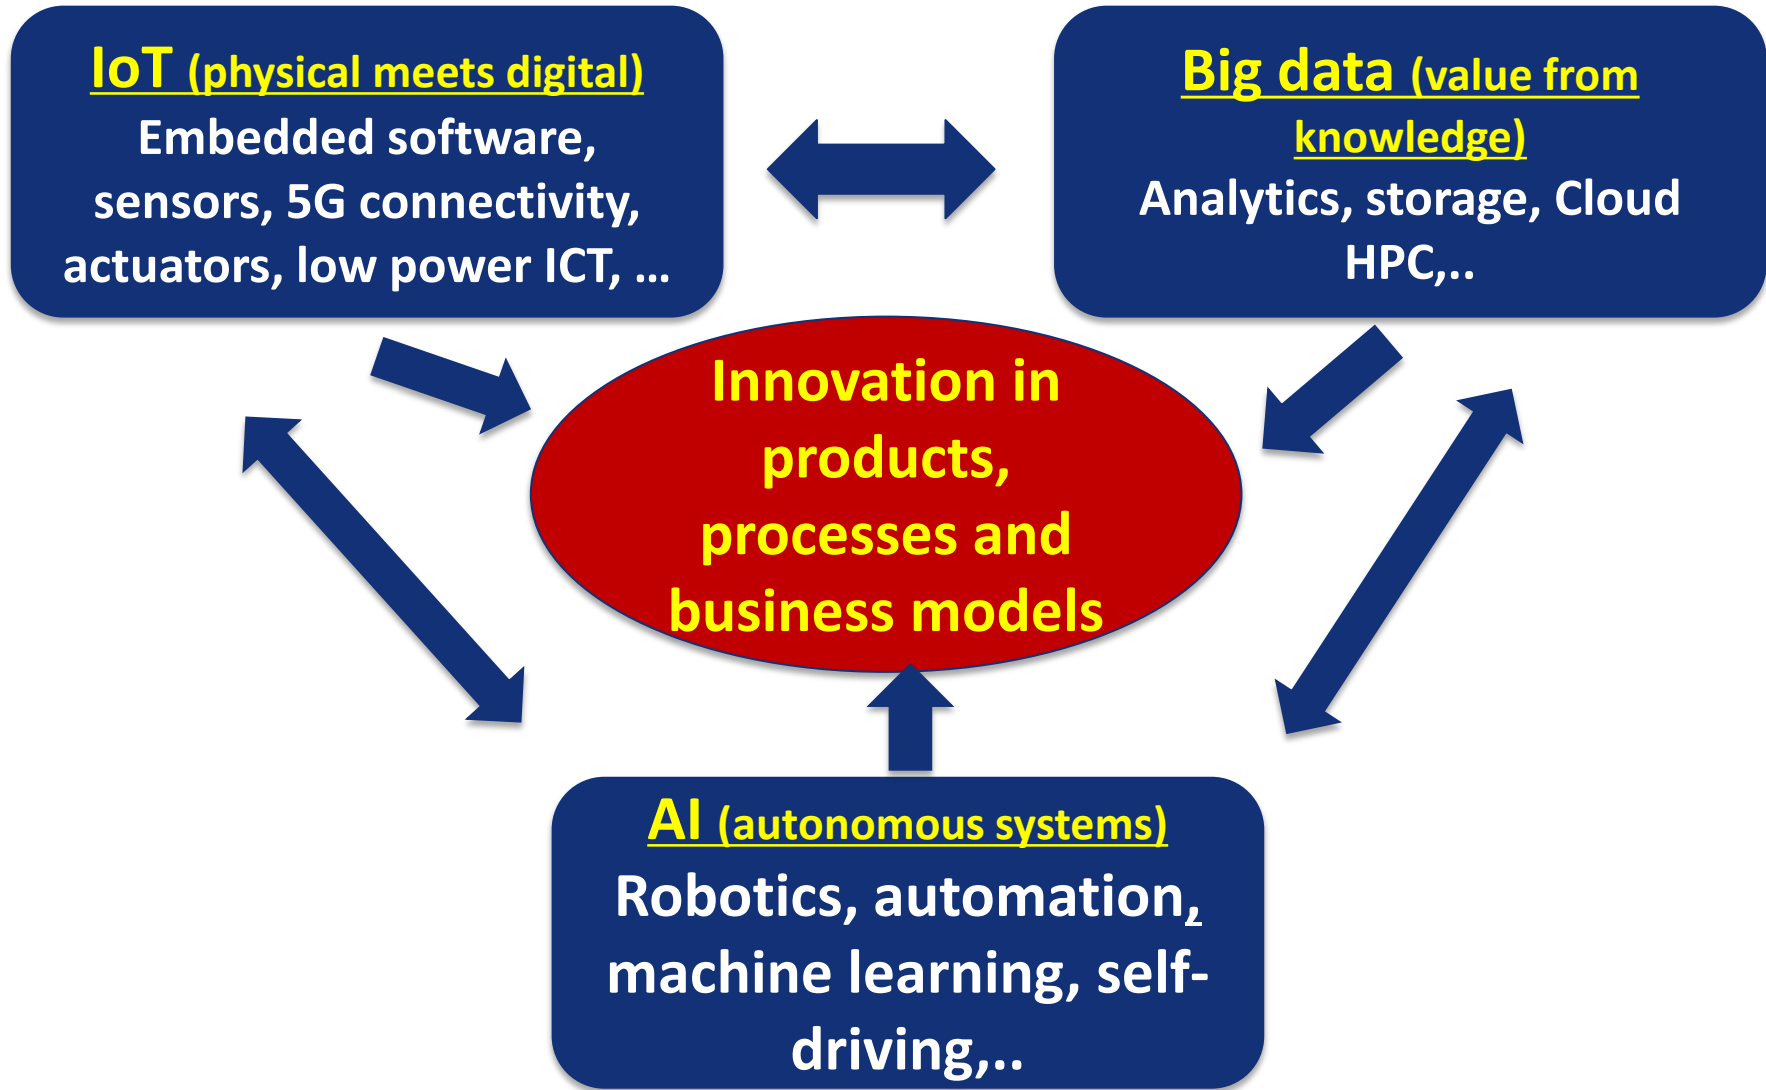 IoT (physical meets digital)
Embedded software,
sensors, 5G connectivity,
actuators, low power ICT, ...
Big data (value from
knowledge)
Analytics, storage, Cloud
HPC,..
Innovation in
products,
processes and
business models
AI (autonomous systems)
Robotics, automation,
machine learning, self-
driving,..